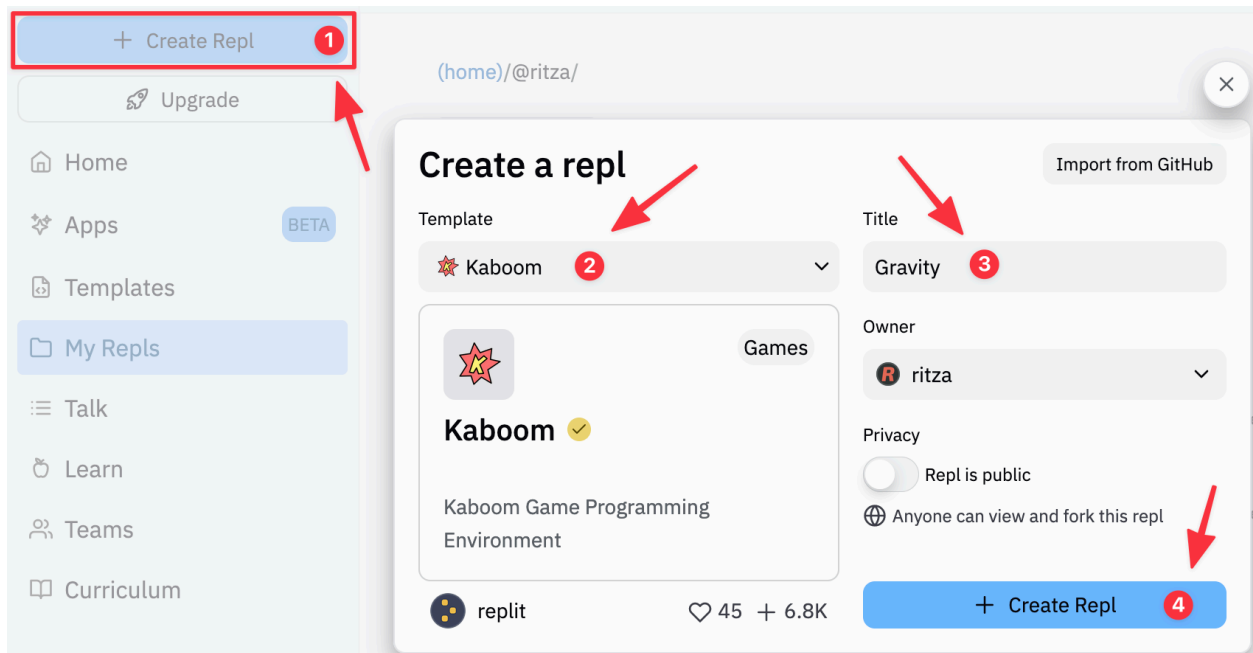 + Create Repl 1
Upgrade
Home
Apps BETA
Templates
My Repls
Talk
Learn
Teams
Curriculum
(home)/@ritza/
Create a repl
Import from GitHub
Template
K Kaboom 2
K
Games
Kaboom
Kaboom Game Programming
Environment
replit 45 + 6.8K
Title
Gravity 3
Owner
R ritza
Privacy
Repl is public
Anyone can view and fork this repl
+ Create Repl 4